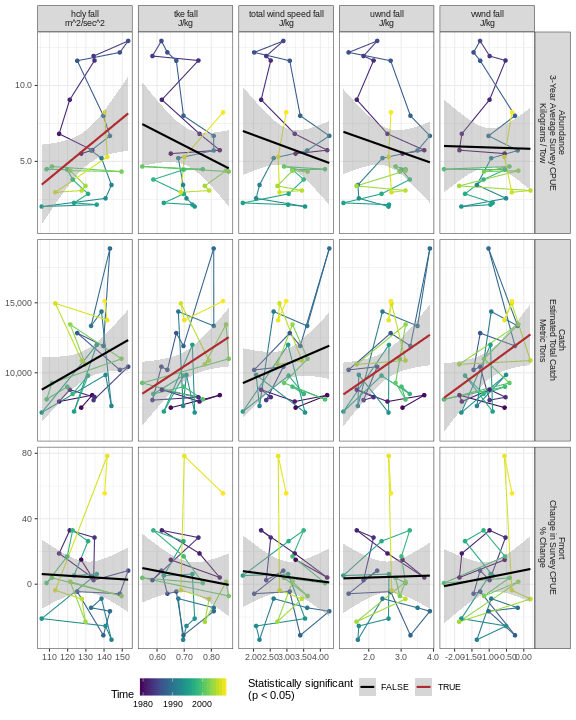 hcly fall
m^2/sec^2
tke fall
J/kg
total wind speed fall
J/kg
uwnd fall
J/kg
vwnd fall
J/kg
10.0
5.0
Abundance
3-Year Average Survey CPUE
Kilograms / Tow
15,000
10,000
Catch
Estimated Total Catch
Metric Tons
80
40
0
Fmort
Change in Survey CPUE
% Change
110 120 130 140 150
0.60 0.70 0.80
2.00 2.50 3.00 3.50 4.00
2.0 3.0 4.0
-2.00 -1.50 -1.00 -0.50 0.00
Time
1980 1990 2000
Statistically significant
(p < 0.05)
FALSE
TRUE